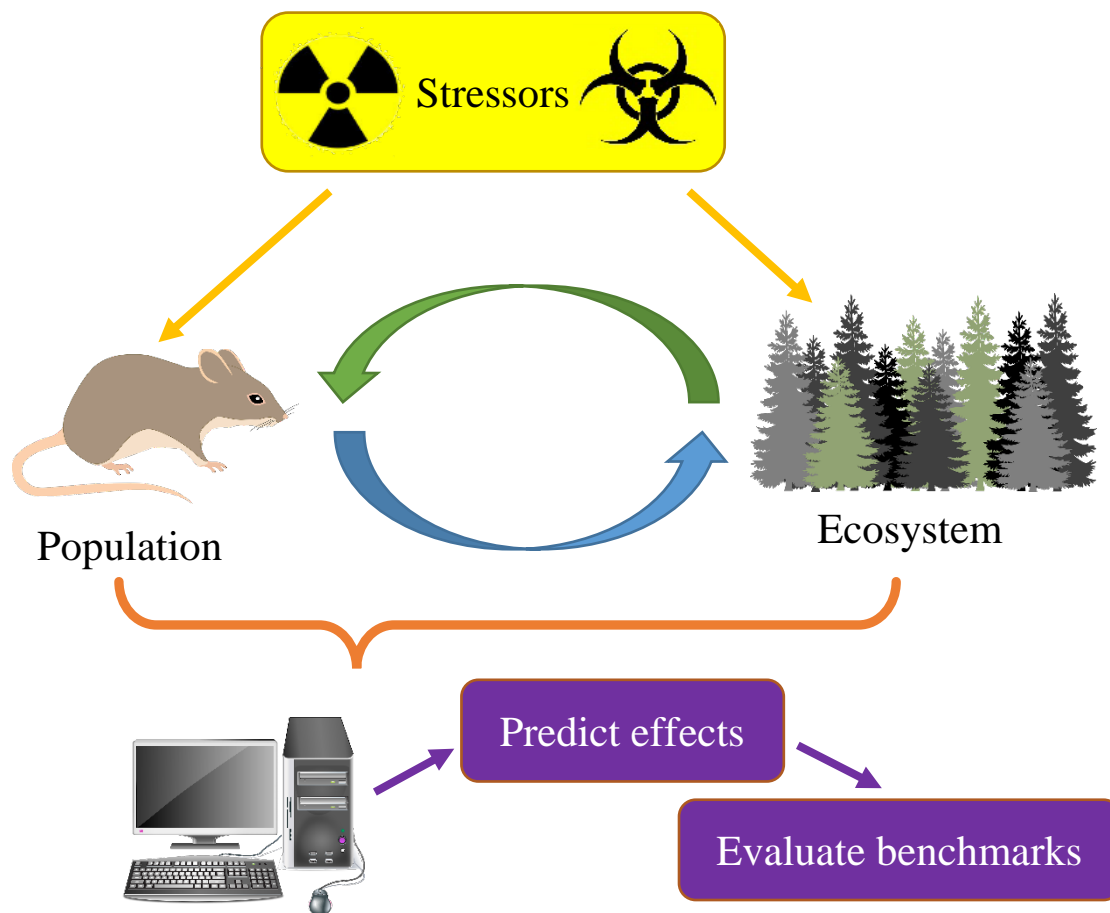 Stressors
Population
Ecosystem
Predict effects
Evaluate benchmarks